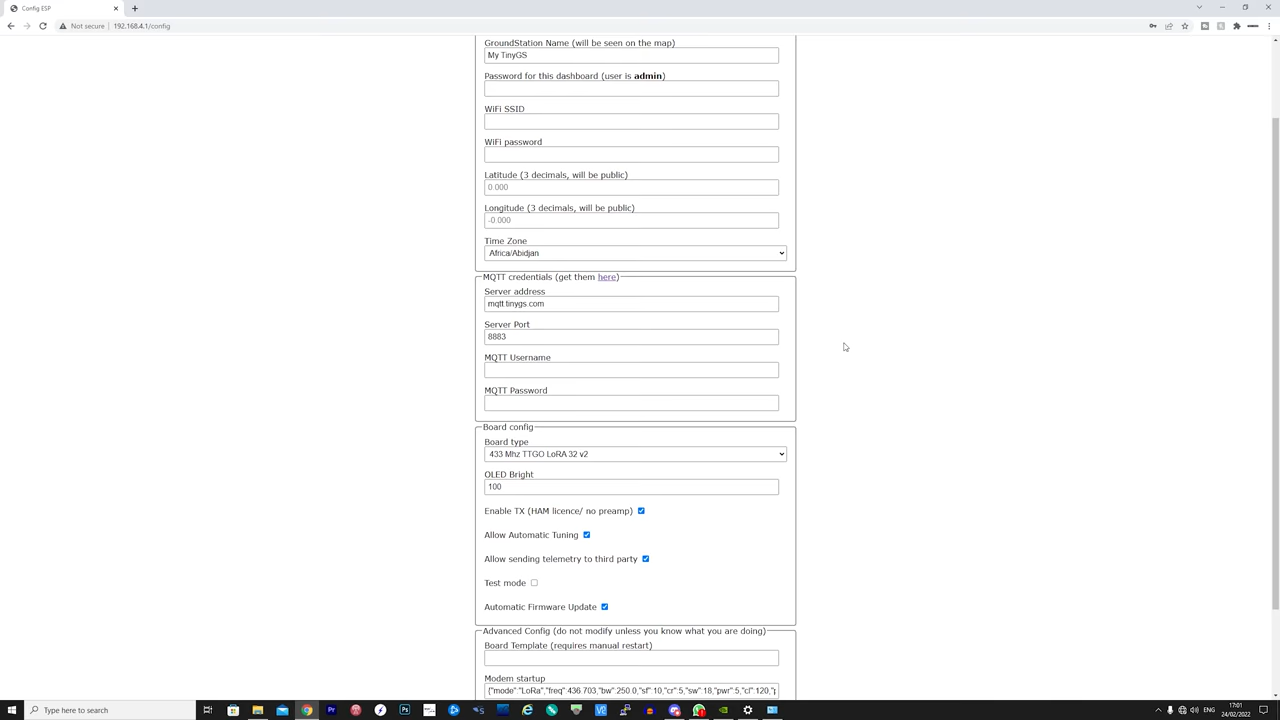 Config ESP
Not secure
192.168.4.1/config
GroundStation Name (will be seen on the map)
My TinyGS
Password for this dashboard (user is admin)
WiFi SSID
WiFi password
Latitude (3 decimals, will be public)
0.000
Longitude (3 decimals, will be public)
-0.000
Time Zone
Africa/Abidjan
MQTT credentials (get them here)
Server address
mqtt.tinygs.com
Server Port
8883
MQTT Username
MQTT Password
Board config
Board type
433 Mhz TTGO LoRA 32 v2
OLED Bright
100
Enable TX (HAM licence/ no preamp)
Allow Automatic Tuning
Allow sending telemetry to third party
Test mode
Automatic Firmware Update
Advanced Config (do not modify unless you know what you are doing)
Board Template (requires manual restart)
Modem startup
{"mode":"LoRa","freq":436.703,"bw":250.0,"sf":10,"cr":5,"sw":18,"pwr":5,"cl":120,"p
Type here to search
ENG
17:01
24/02/2022